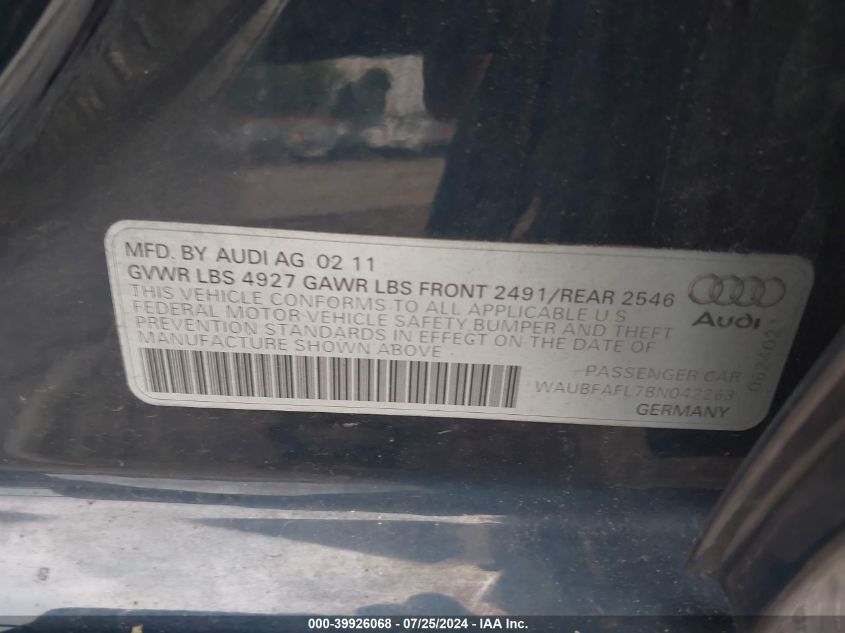 MFD. BY AUDI AG 02 11
GVWR LBS 4927 GAWR LBS FRONT 2491/REAR 2546
THIS VEHICLE CONFORMS TO ALL APPLICABLE U S
FEDERAL MOTOR-VEHICLE SAFETY,BUMPER AND THEFT
PREVENTION STANDARDS IN EFFECT ON THE DATE OF
MANUFACTURE SHOWN ABOVE
Audi
0824021
PASSENGER CAR
WAUBFAFL7BN042263
GERMANY
000-39926068 - 07/25/2024 - IAA Inc.